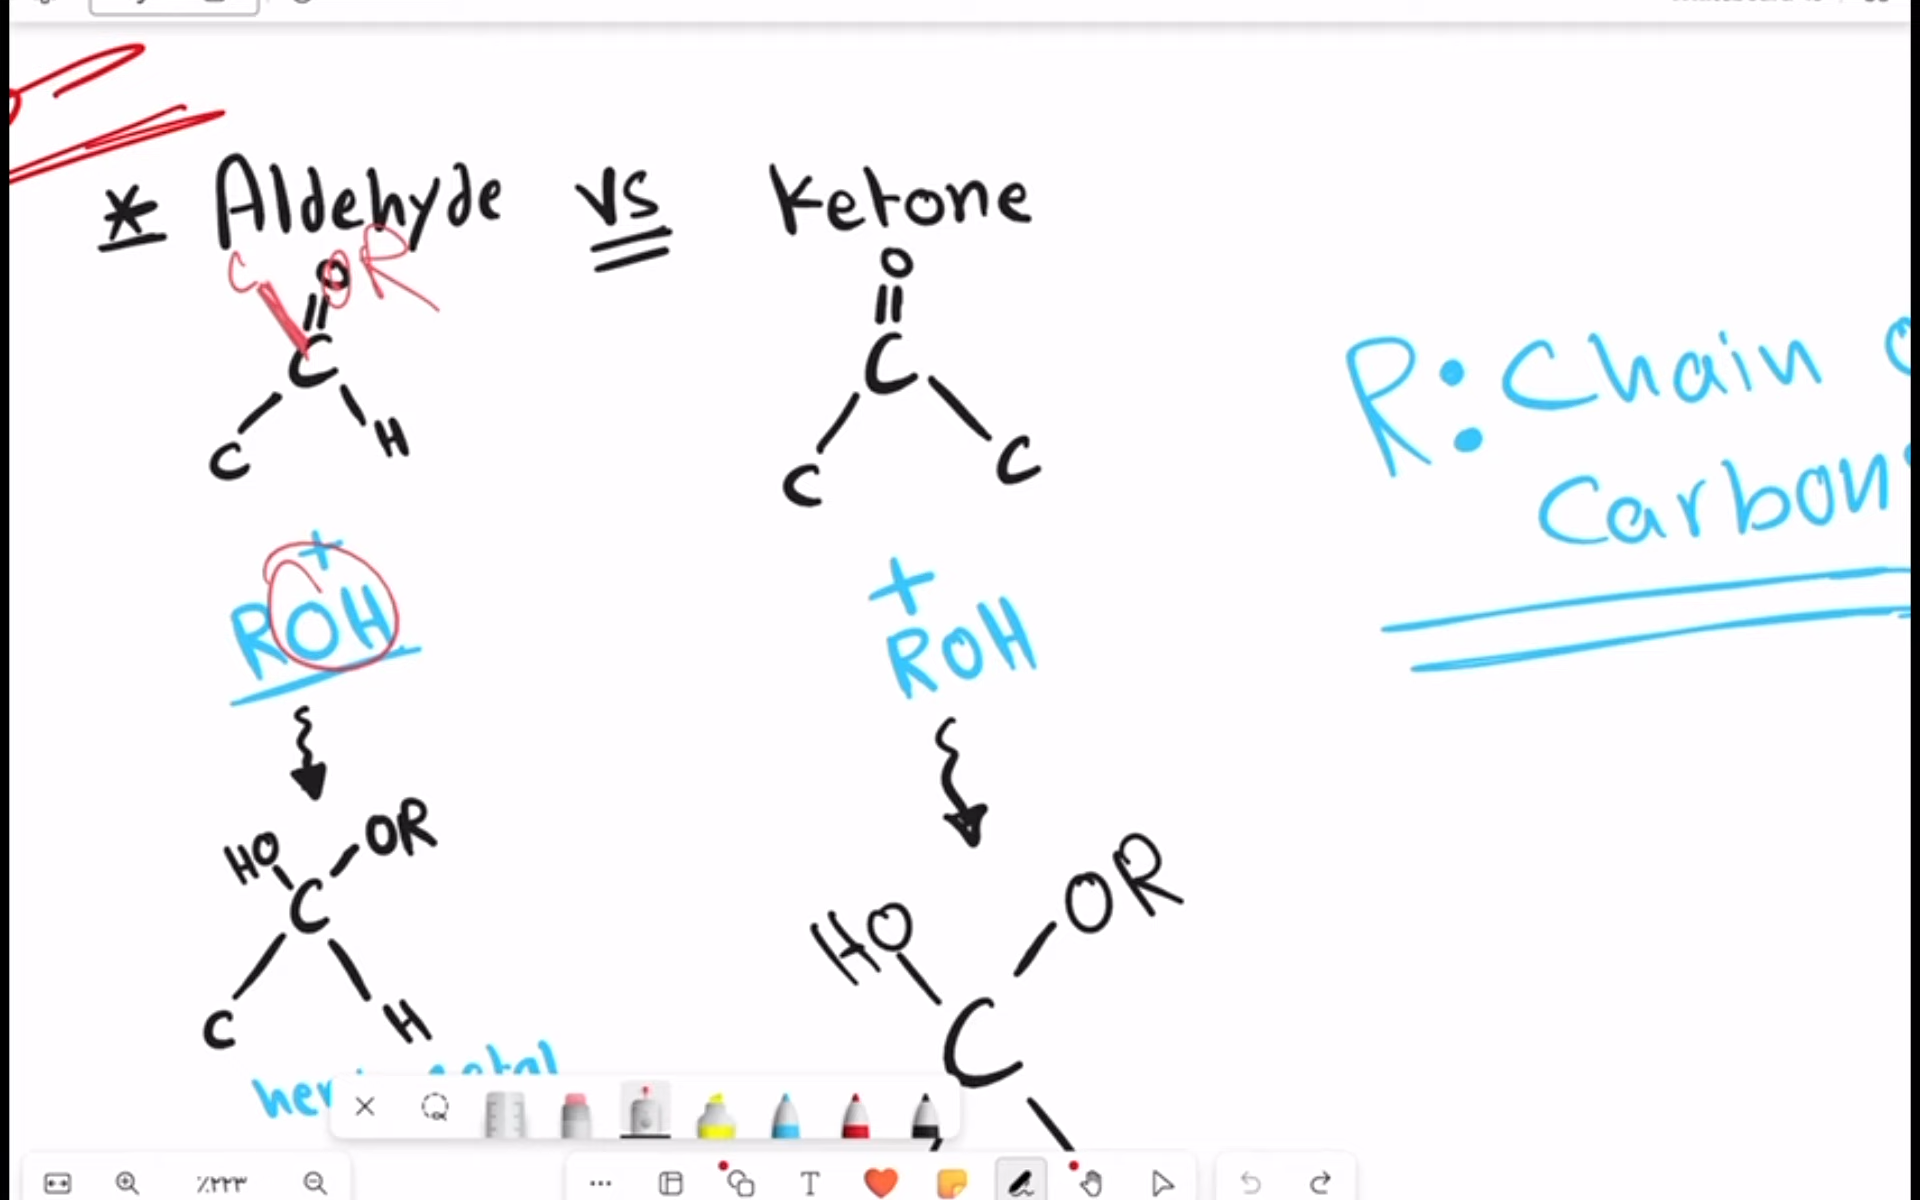 * Aldehyde vs Ketone
C O R
O
C
C H
C
C C
R: Chain
Carbon
+
ROH
+
ROH
HO OR
C
C H
HO OR
C
٪٢٢٣
T